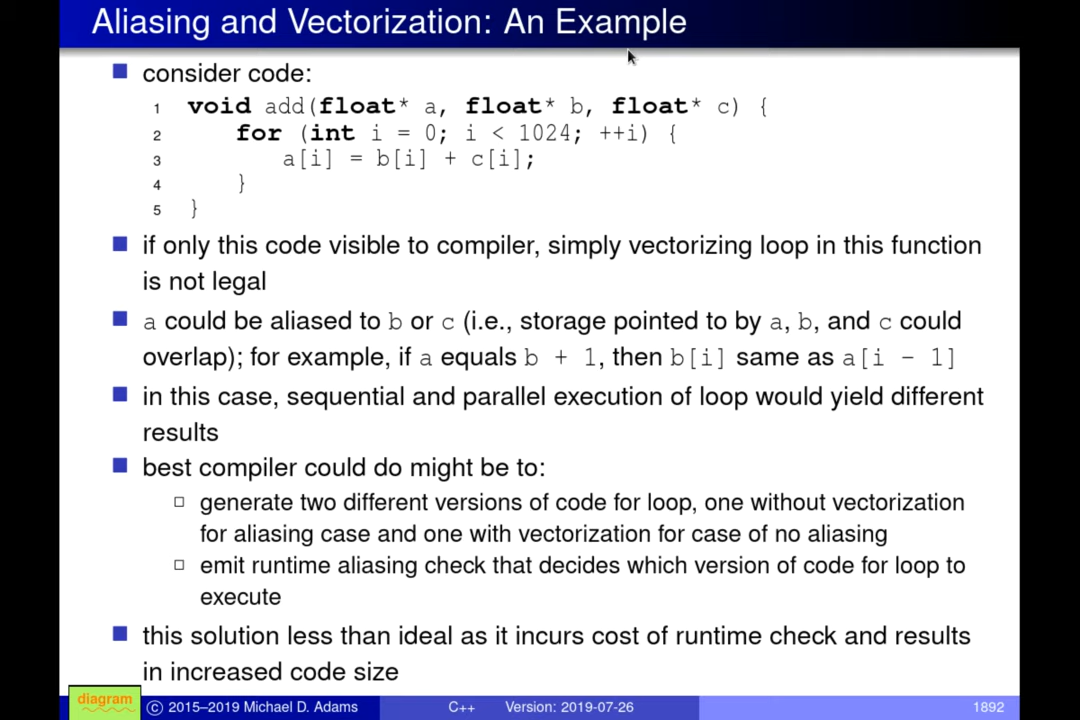 Aliasing and Vectorization: An Example
consider code:
1 void add(float* a, float* b, float* c) {
2 for (int i = 0; i < 1024; ++i) {
3 a[i] = b[i] + c[i];
4 }
5 }
if only this code visible to compiler, simply vectorizing loop in this function
is not legal
a could be aliased to b or c (i.e., storage pointed to by a, b, and c could
overlap); for example, if a equals b + 1, then b[i] same as a[i - 1]
in this case, sequential and parallel execution of loop would yield different
results
best compiler could do might be to:
generate two different versions of code for loop, one without vectorization
for aliasing case and one with vectorization for case of no aliasing
emit runtime aliasing check that decides which version of code for loop to
execute
this solution less than ideal as it incurs cost of runtime check and results
in increased code size
diagram
© 2015–2019 Michael D. Adams C++ Version: 2019-07-26 1892